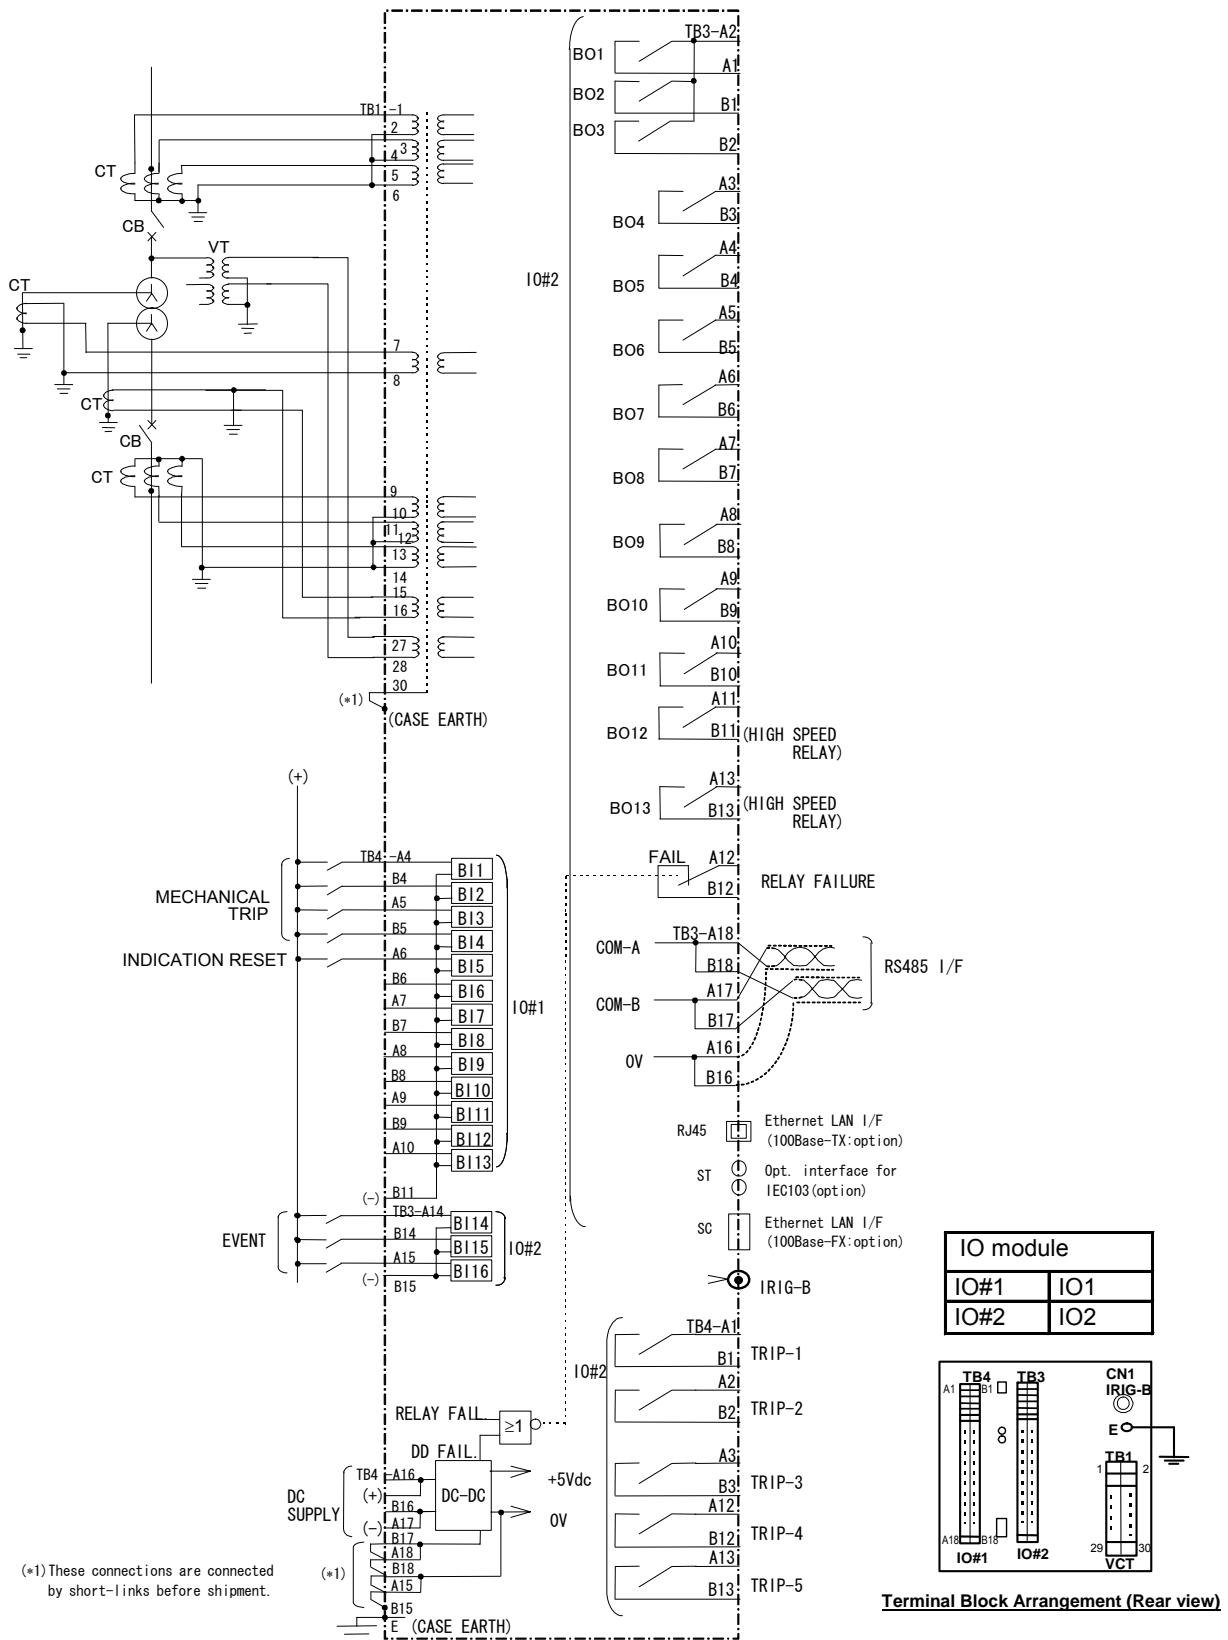 TB3-A2
BO1
A1
BO2
B1
BO3
B2
A3
BO4
B3
A4
BO5
B4
A5
BO6
B5
A6
BO7
B6
A7
BO8
B7
A8
BO9
B8
A9
BO10
B9
A10
BO11
B10
A11
BO12
B11
(HIGH SPEED
RELAY)
A13
BO13
B13
(HIGH SPEED
RELAY)
FAIL
A12
B12
RELAY FAILURE
IO#2
TB3-A18
COM-A
B18
A17
COM-B
B17
A16
0V
B16
RS485 I/F
RJ45
Ethernet LAN I/F
(100Base-TX:option)
ST
Opt. interface for
IEC103(option)
SC
Ethernet LAN I/F
(100Base-FX:option)
IRIG-B
TB4-A1
B1
TRIP-1
IO#2
A2
B2
TRIP-2
A3
B3
TRIP-3
A12
B12
TRIP-4
A13
B13
TRIP-5
TB1 -1
2
3
4
5
6
CT
CB
VT
CT
7
8
CT
CB
CT
9
10
11
12
13
14
15
16
27
28
30
(*1)
(CASE EARTH)
(+)
TB4 -A4
BI1
B4
BI2
MECHANICAL
TRIP
A5
BI3
B5
BI4
INDICATION RESET
A6
BI5
B6
BI6
A7
BI7
IO#1
B7
BI8
A8
BI9
B8
BI10
A9
BI11
B9
BI12
A10
BI13
(-)
B11
TB3-A14
BI14
EVENT
B14
BI15
IO#2
A15
BI16
(-)
B15
RELAY FAIL.
≥1
DD FAIL.
TB4 -A16
(+)
DC
SUPPLY
B16
(-)
A17
DC-DC
+5Vdc
0V
B17
A18
B18
(*1)
A15
B15
E (CASE EARTH)
(*1)These connections are connected
by short-links before shipment.
IO module
IO#1 IO1
IO#2 IO2
TB4
TB3
CN1
IRIG-B
A1
B1
E
TB1
1
2
A18
B18
29
30
IO#1
IO#2
VCT
Terminal Block Arrangement (Rear view)